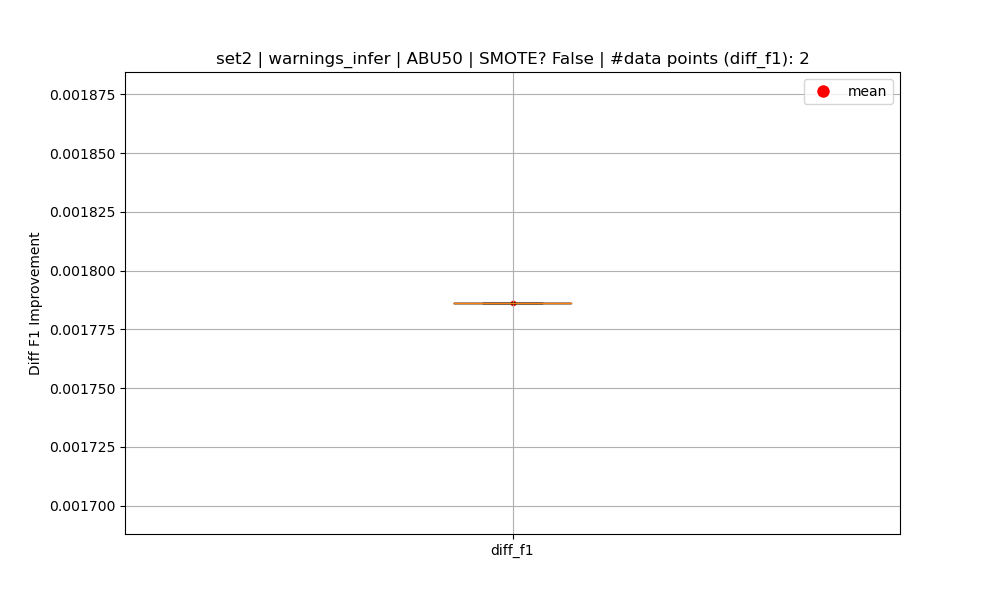 set2 | warnings_infer | ABU50 | SMOTE? False | #data points (diff_f1): 2
mean
0.001875
0.001850
0.001825
0.001800
0.001775
0.001750
0.001725
0.001700
Diff F1 Improvement
diff_f1